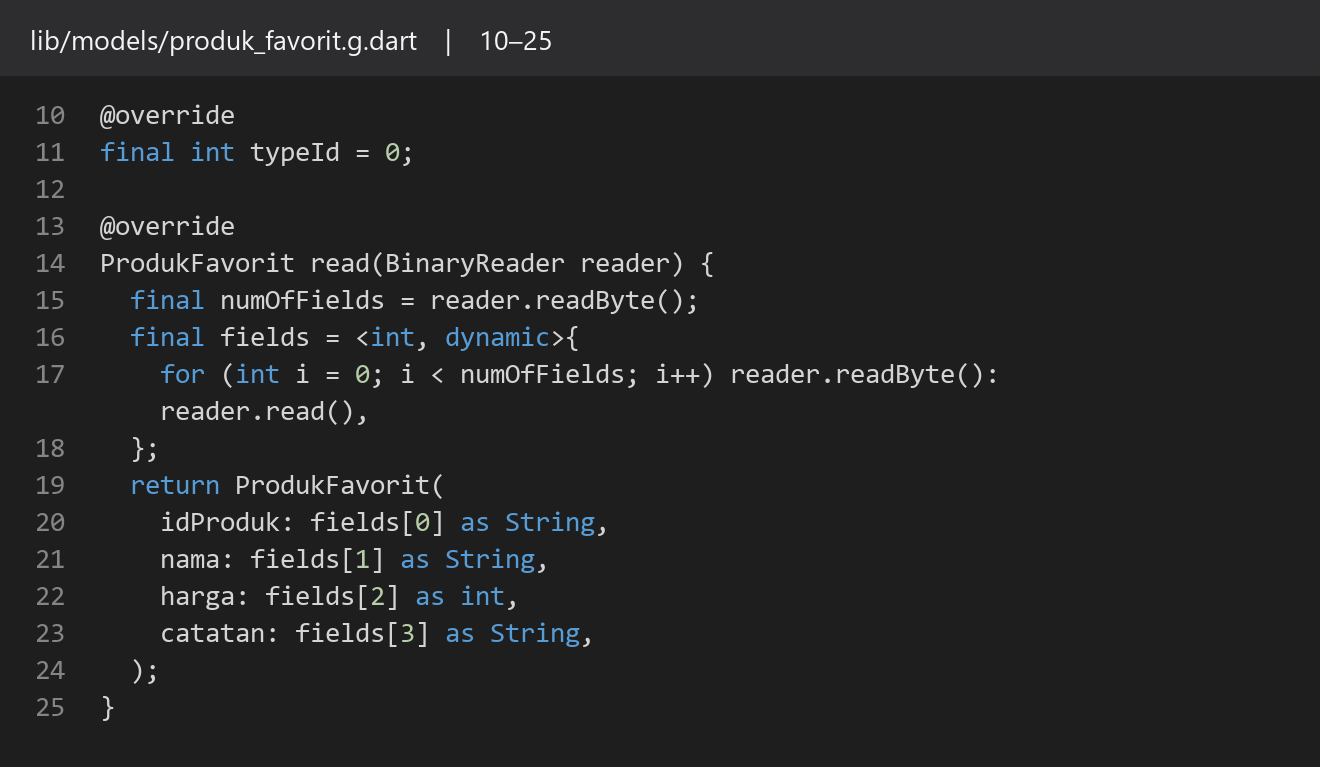 lib/models/produk_favorit.g.dart | 10–25
10 @override
11 final int typeId = 0;
12
13 @override
14 ProdukFavorit read(BinaryReader reader) {
15   final numOfFields = reader.readByte();
16   final fields = <int, dynamic>{
17     for (int i = 0; i < numOfFields; i++) reader.readByte():
    reader.read(),
18   };
19   return ProdukFavorit(
20     idProduk: fields[0] as String,
21     nama: fields[1] as String,
22     harga: fields[2] as int,
23     catatan: fields[3] as String,
24   );
25 }